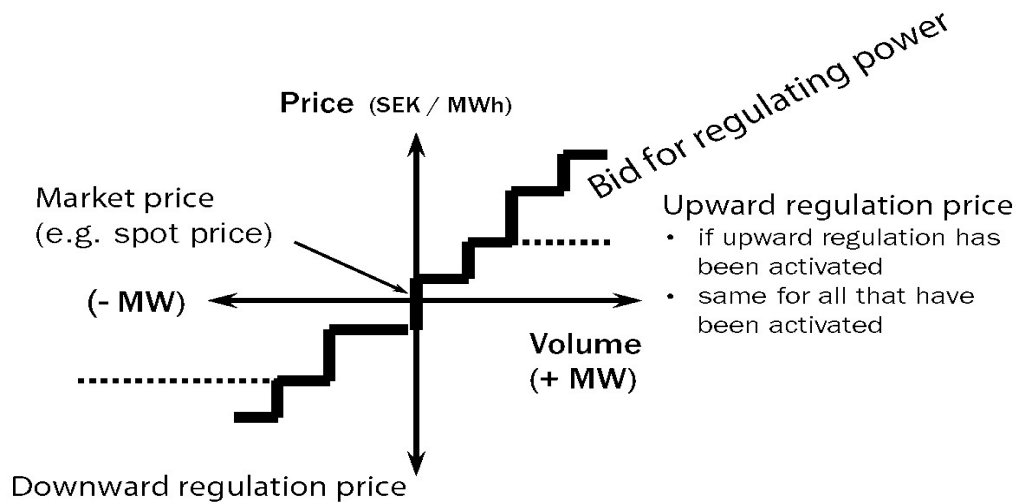 Bid for regulating power
Price (SEK / MWh)
Market price
(e.g. spot price)
Upward regulation price
• if upward regulation has
been activated
• same for all that have
been activated
(- MW)
Volume
(+ MW)
Downward regulation price